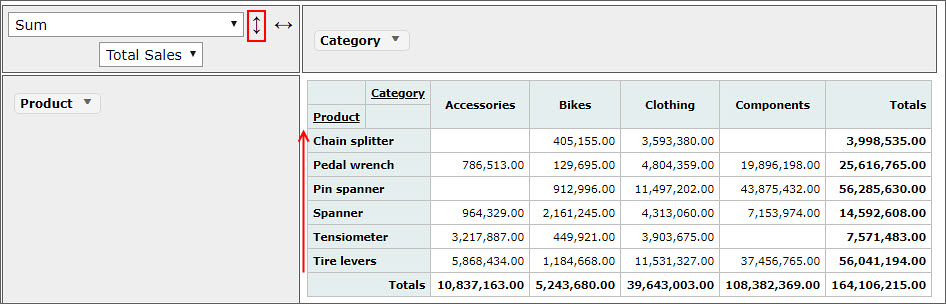 Sum
Total Sales
Category
Product
Category Accessories Bikes Clothing Components Totals
Product
Chain splitter 405,155.00 3,593,380.00 3,998,535.00
Pedal wrench 786,513.00 129,695.00 4,804,359.00 19,896,198.00 25,616,765.00
Pin spanner 912,996.00 11,497,202.00 43,875,432.00 56,285,630.00
Spanner 964,329.00 2,161,245.00 4,313,060.00 7,153,974.00 14,592,608.00
Tensiometer 3,217,887.00 449,921.00 3,903,675.00 7,571,483.00
Tire levers 5,868,434.00 1,184,668.00 11,531,327.00 37,456,765.00 56,041,194.00
Totals 10,837,163.00 5,243,680.00 39,643,003.00 108,382,369.00 164,106,215.00